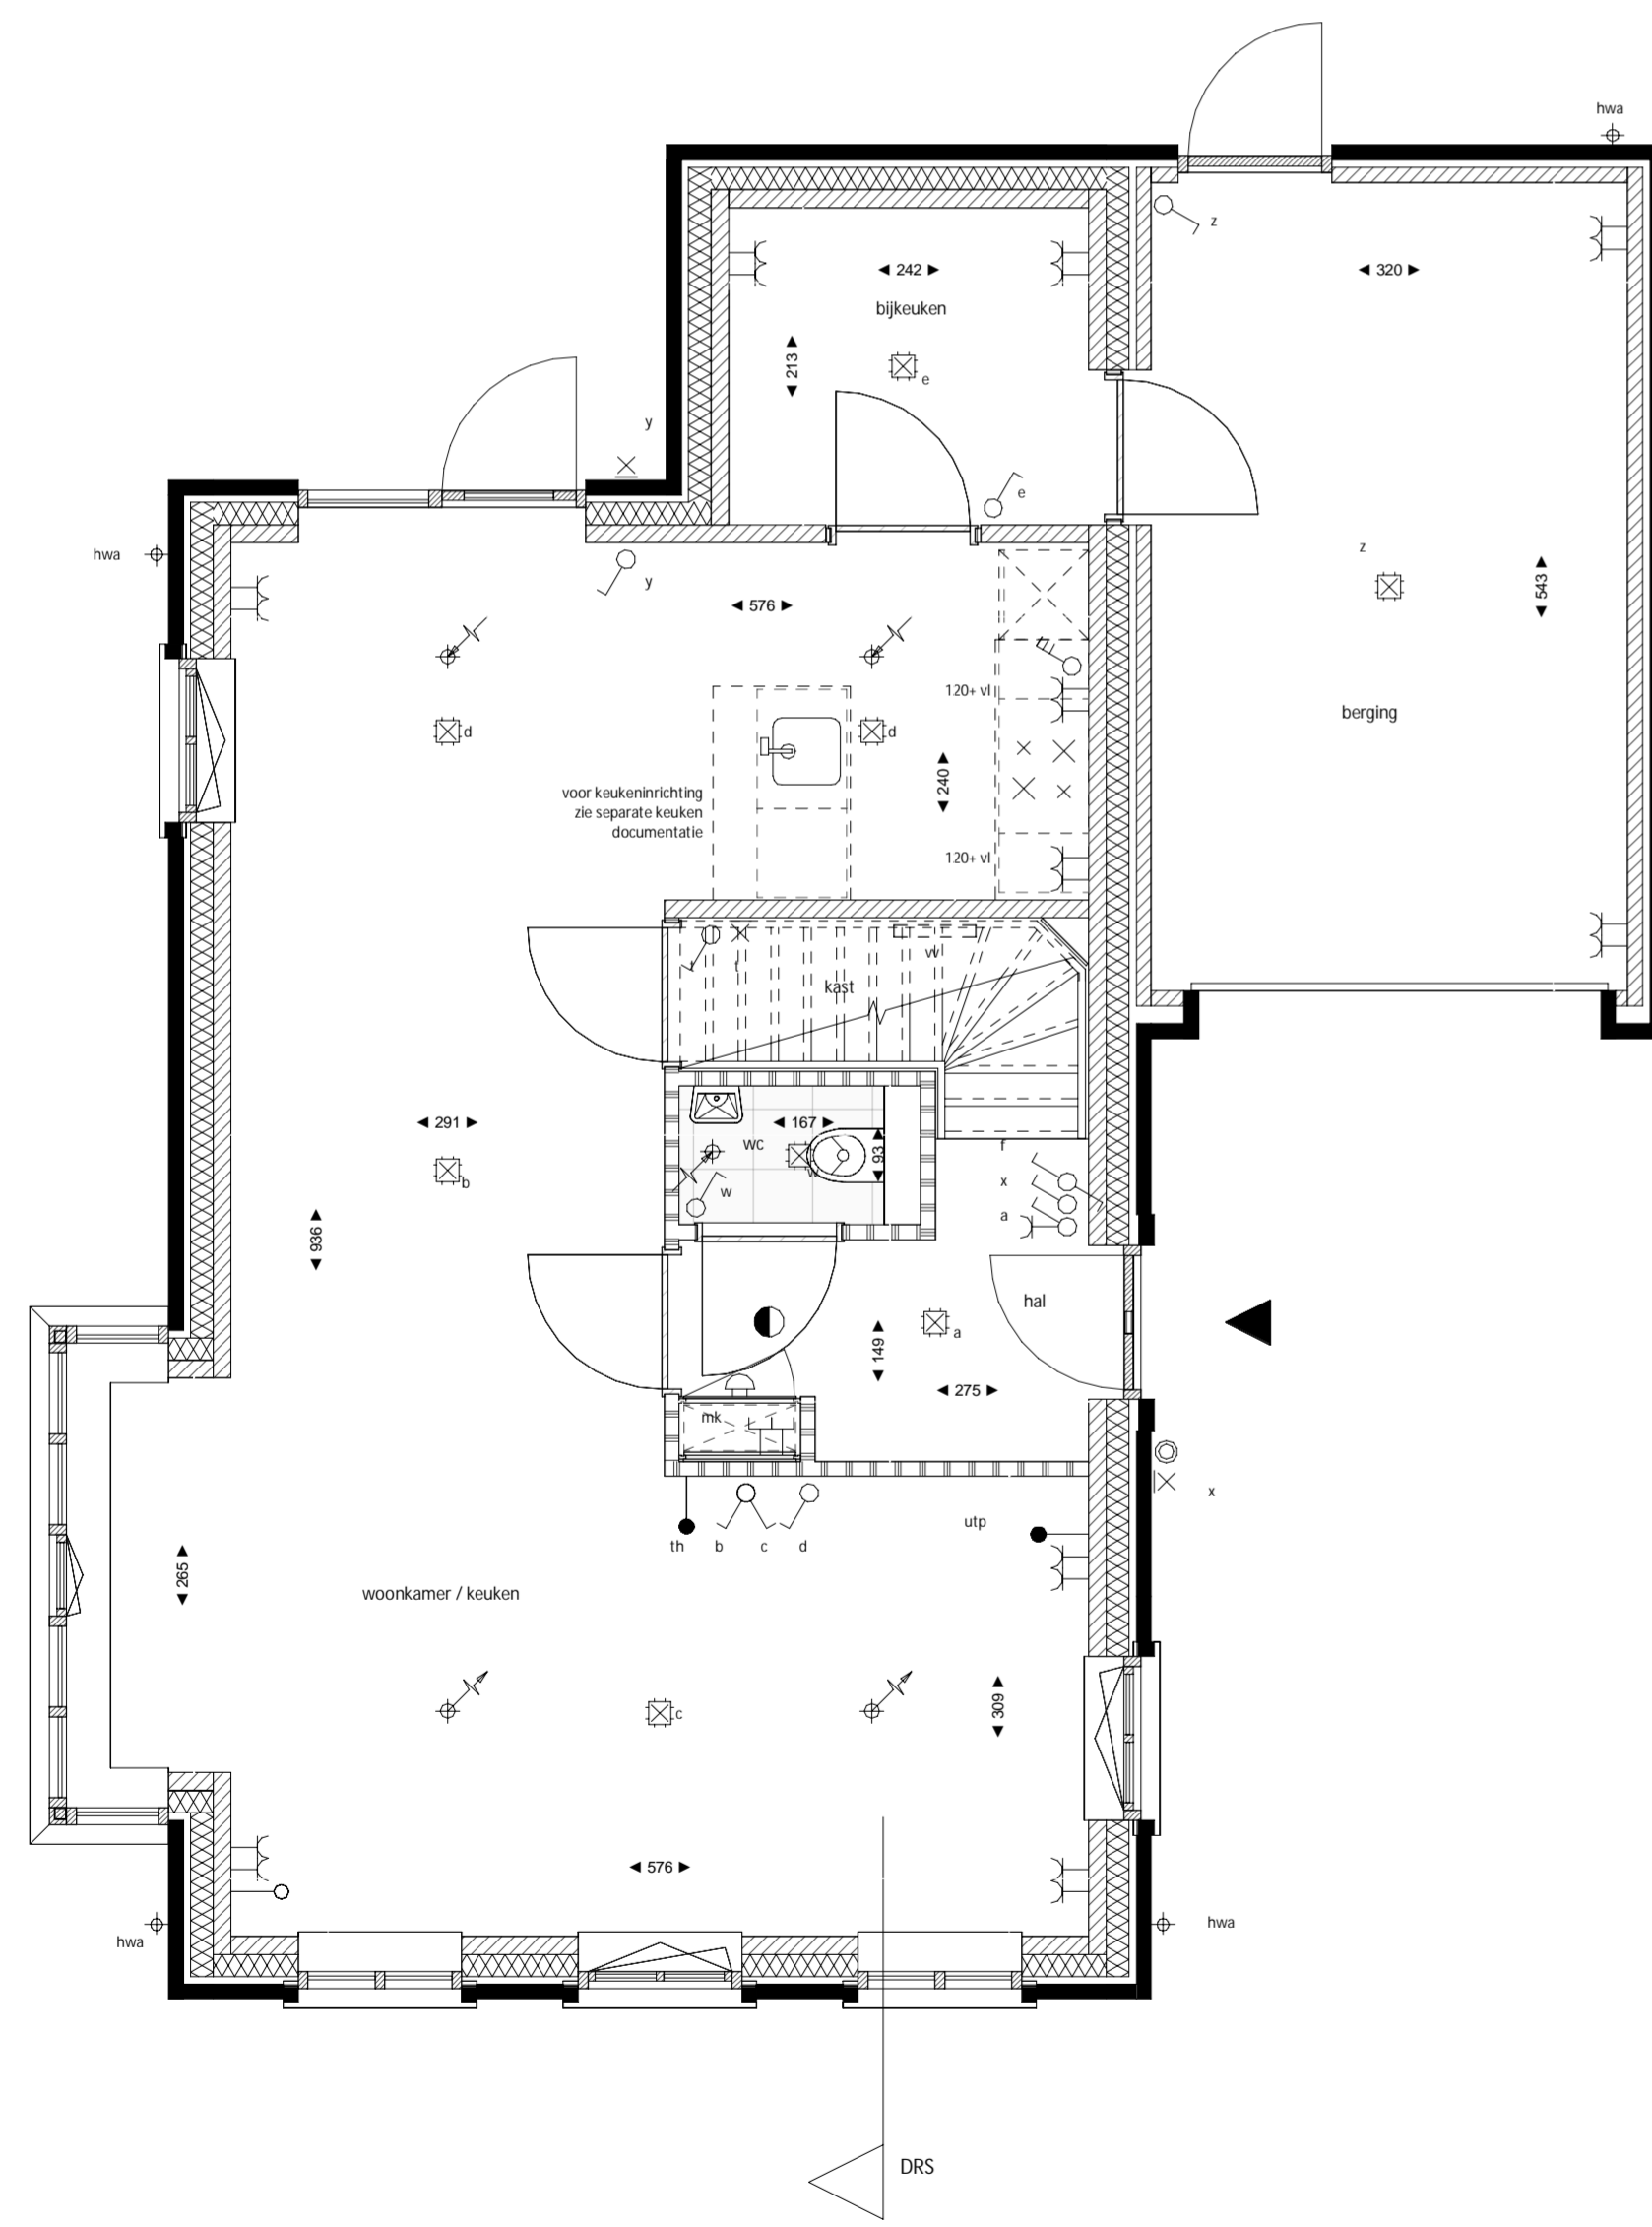 hwa
z
242
320
bijkeuken
213
e
y
e
z
hwa
543
y
576
120+ vl
berging
d
d
240
voor keukeninrichting
zie separate keuken
documentatie
120+ vl
vv
t
t
kast
291
167
wc
f
93
w
x
b
w
a
936
hal
a
149
275
mk
x
utp
th
b
c
d
265
woonkamer / keuken
309
c
576
hwa
hwa
DRS